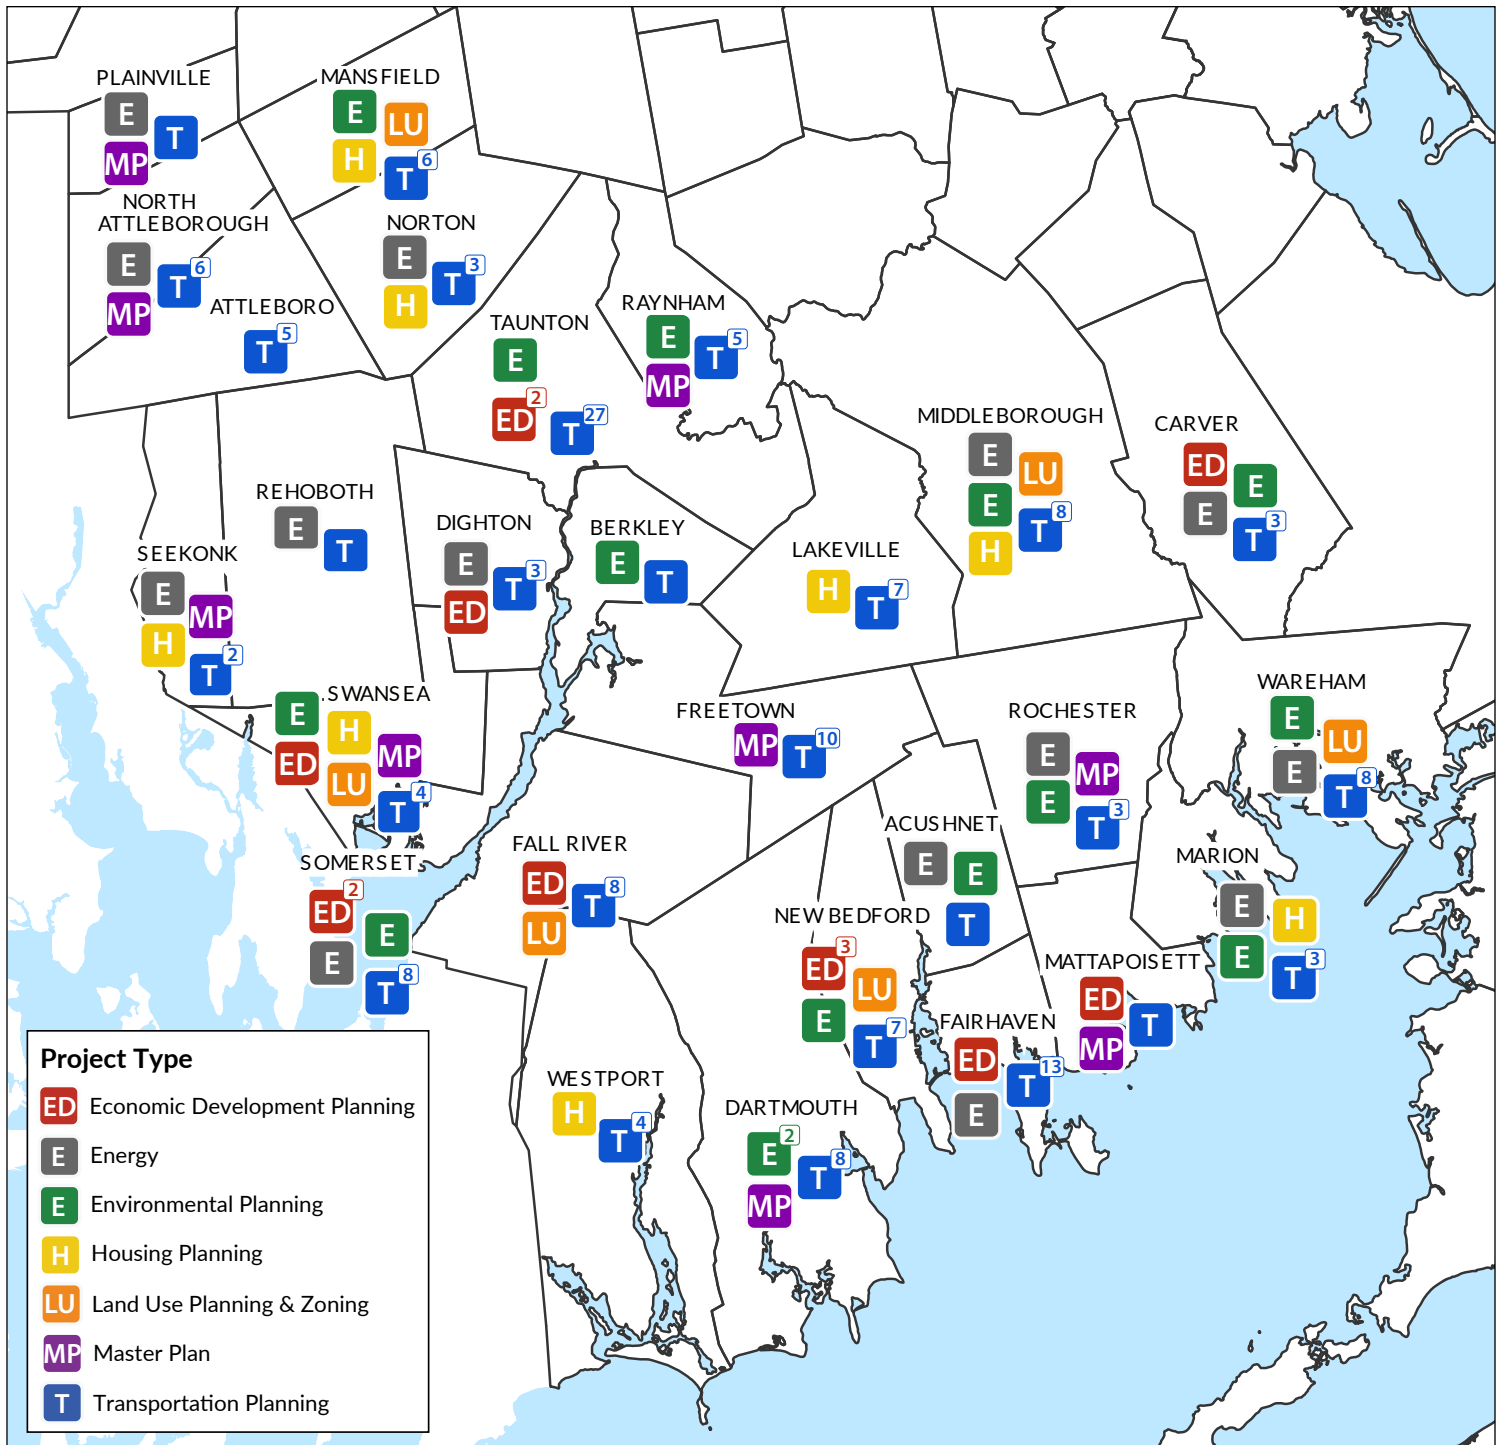 PLAINVILLE
E
T
MP
MANSFIELD
E
LU
H
T 6
NORTH
ATTLEBOROUGH
E
T 6
MP
ATTLEBORO
T 5
NORTON
E
T 3
H
TAUNTON
E
ED 2
T 27
RAYNHAM
E
T 5
MP
MIDDLEBOROUGH
E
LU
E
T 8
H
CARVER
ED
E
E
T 3
REHOBOTH
E
T
DIGHTON
E
T 3
ED
BERKLEY
E
T
LAKEVILLE
H
T 7
SEEKONK
E
MP
H
T 2
SWANSEA
E
H
MP
ED
LU
T 4
FREETOWN
MP
T 10
ROCHESTER
E
MP
E
T 3
WAREHAM
E
LU
E
T 8
SOMERSET
ED 2
E
E
T 8
FALL RIVER
ED
T 8
LU
ACUSHNET
E
E
T
MARION
E
H
E
T 3
NEW BEDFORD
ED 3
LU
E
T 7
MATTAPOISETT
ED
T
MP
FAIRHAVEN
ED
T 13
E
WESTPORT
H
T 4
DARTMOUTH
E 2
T 8
MP
Project Type
ED Economic Development Planning
E Energy
E Environmental Planning
H Housing Planning
LU Land Use Planning & Zoning
MP Master Plan
T Transportation Planning